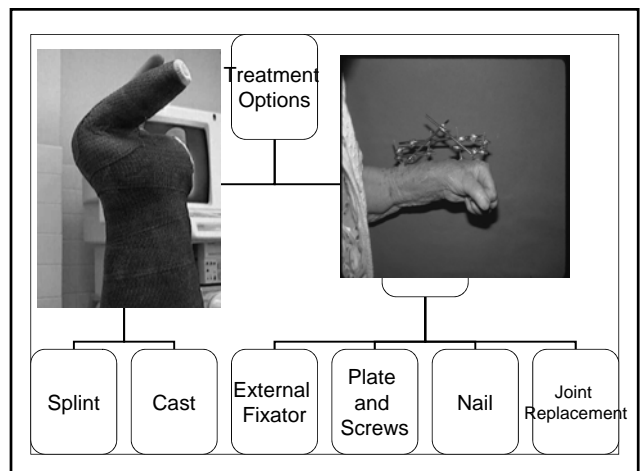 Treatment
Options
Splint
Cast
External
Fixator
Plate
and
Screws
Nail
Joint
Replacement